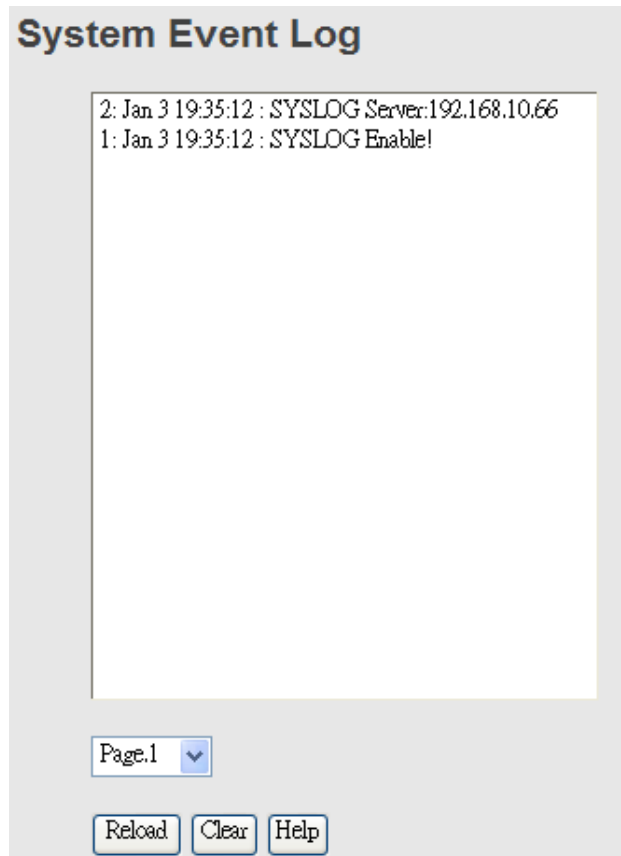 System Event Log
2: Jan 3 19:35:12 : SYSLOG Server:192.168.10.66
1: Jan 3 19:35:12 : SYSLOG Enable!
Page.1
Reload Clear Help